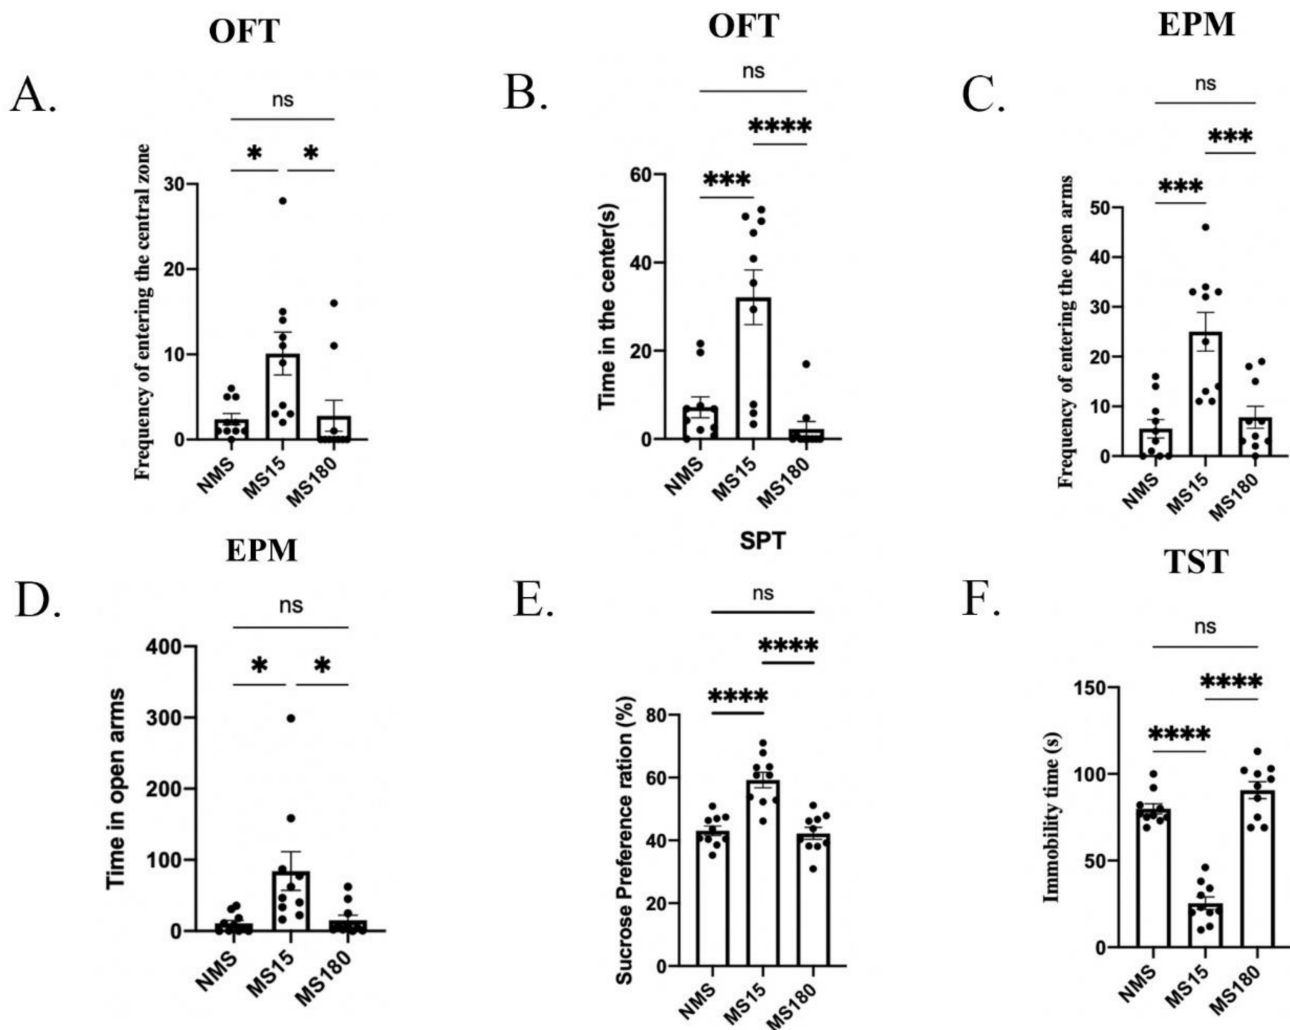 OFT
A.
ns
*
*
Frequency of entering the central zone
30
20
10
0
NMS
MS15
MS180
OFT
B.
ns
****
***
Time in the center(s)
60
40
20
0
NMS
MS15
MS180
EPM
C.
ns
***
***
Frequency of entering the open arms
50
40
30
20
10
0
NMS
MS15
MS180
EPM
D.
ns
*
*
Time in open arms
400
300
200
100
0
NMS
MS15
MS180
SPT
E.
ns
****
****
Sucrose Preference ration (%)
80
60
40
20
0
NMS
MS15
MS180
TST
F.
ns
****
****
Immobility time (s)
150
100
50
0
NMS
MS15
MS180